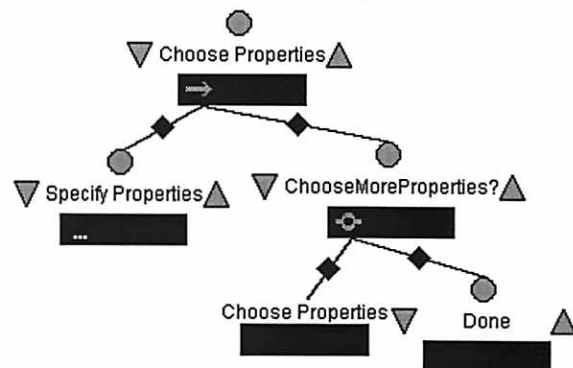 Choose Properties
Specify Properties
ChooseMoreProperties?
...
Choose Properties
Done